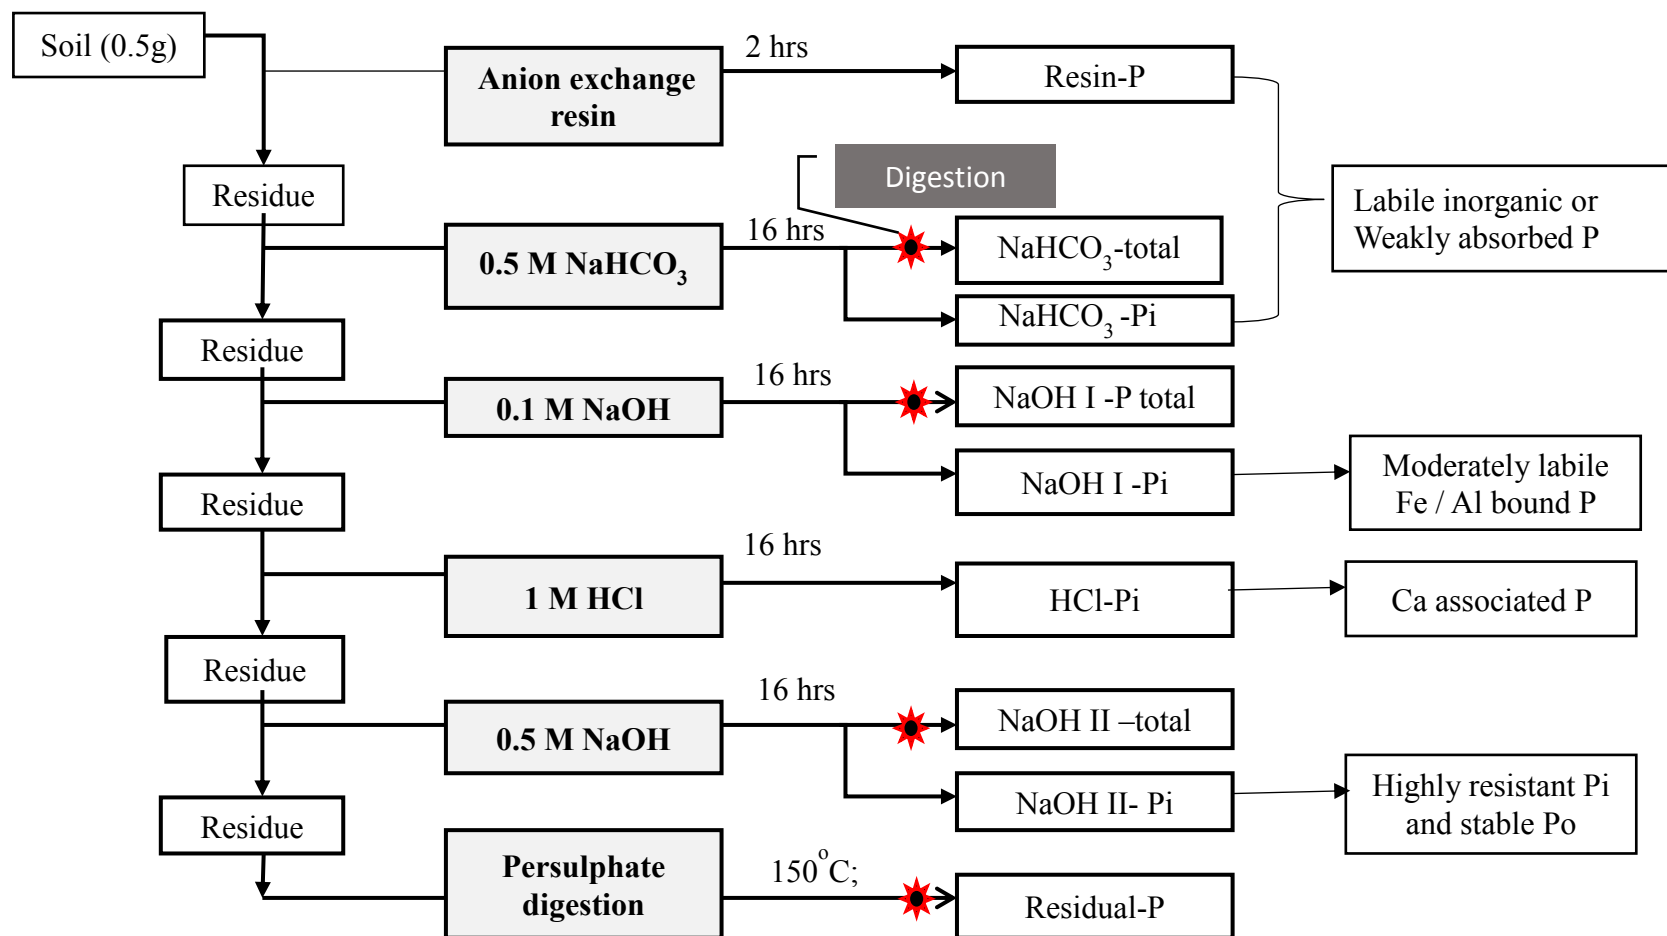 Soil (0.5g)
Anion exchange
resin
2 hrs
Resin-P
Residue
Digestion
Labile inorganic or
Weakly absorbed P
0.5 M NaHCO₃
16 hrs
NaHCO₃-total
NaHCO₃ -Pi
Residue
0.1 M NaOH
16 hrs
NaOH I -P total
NaOH I -Pi
Moderately labile
Fe / Al bound P
Residue
1 M HCl
16 hrs
HCl-Pi
Ca associated P
Residue
0.5 M NaOH
16 hrs
NaOH II –total
NaOH II- Pi
Highly resistant Pi
and stable Po
Residue
Persulphate
digestion
150°C;
Residual-P